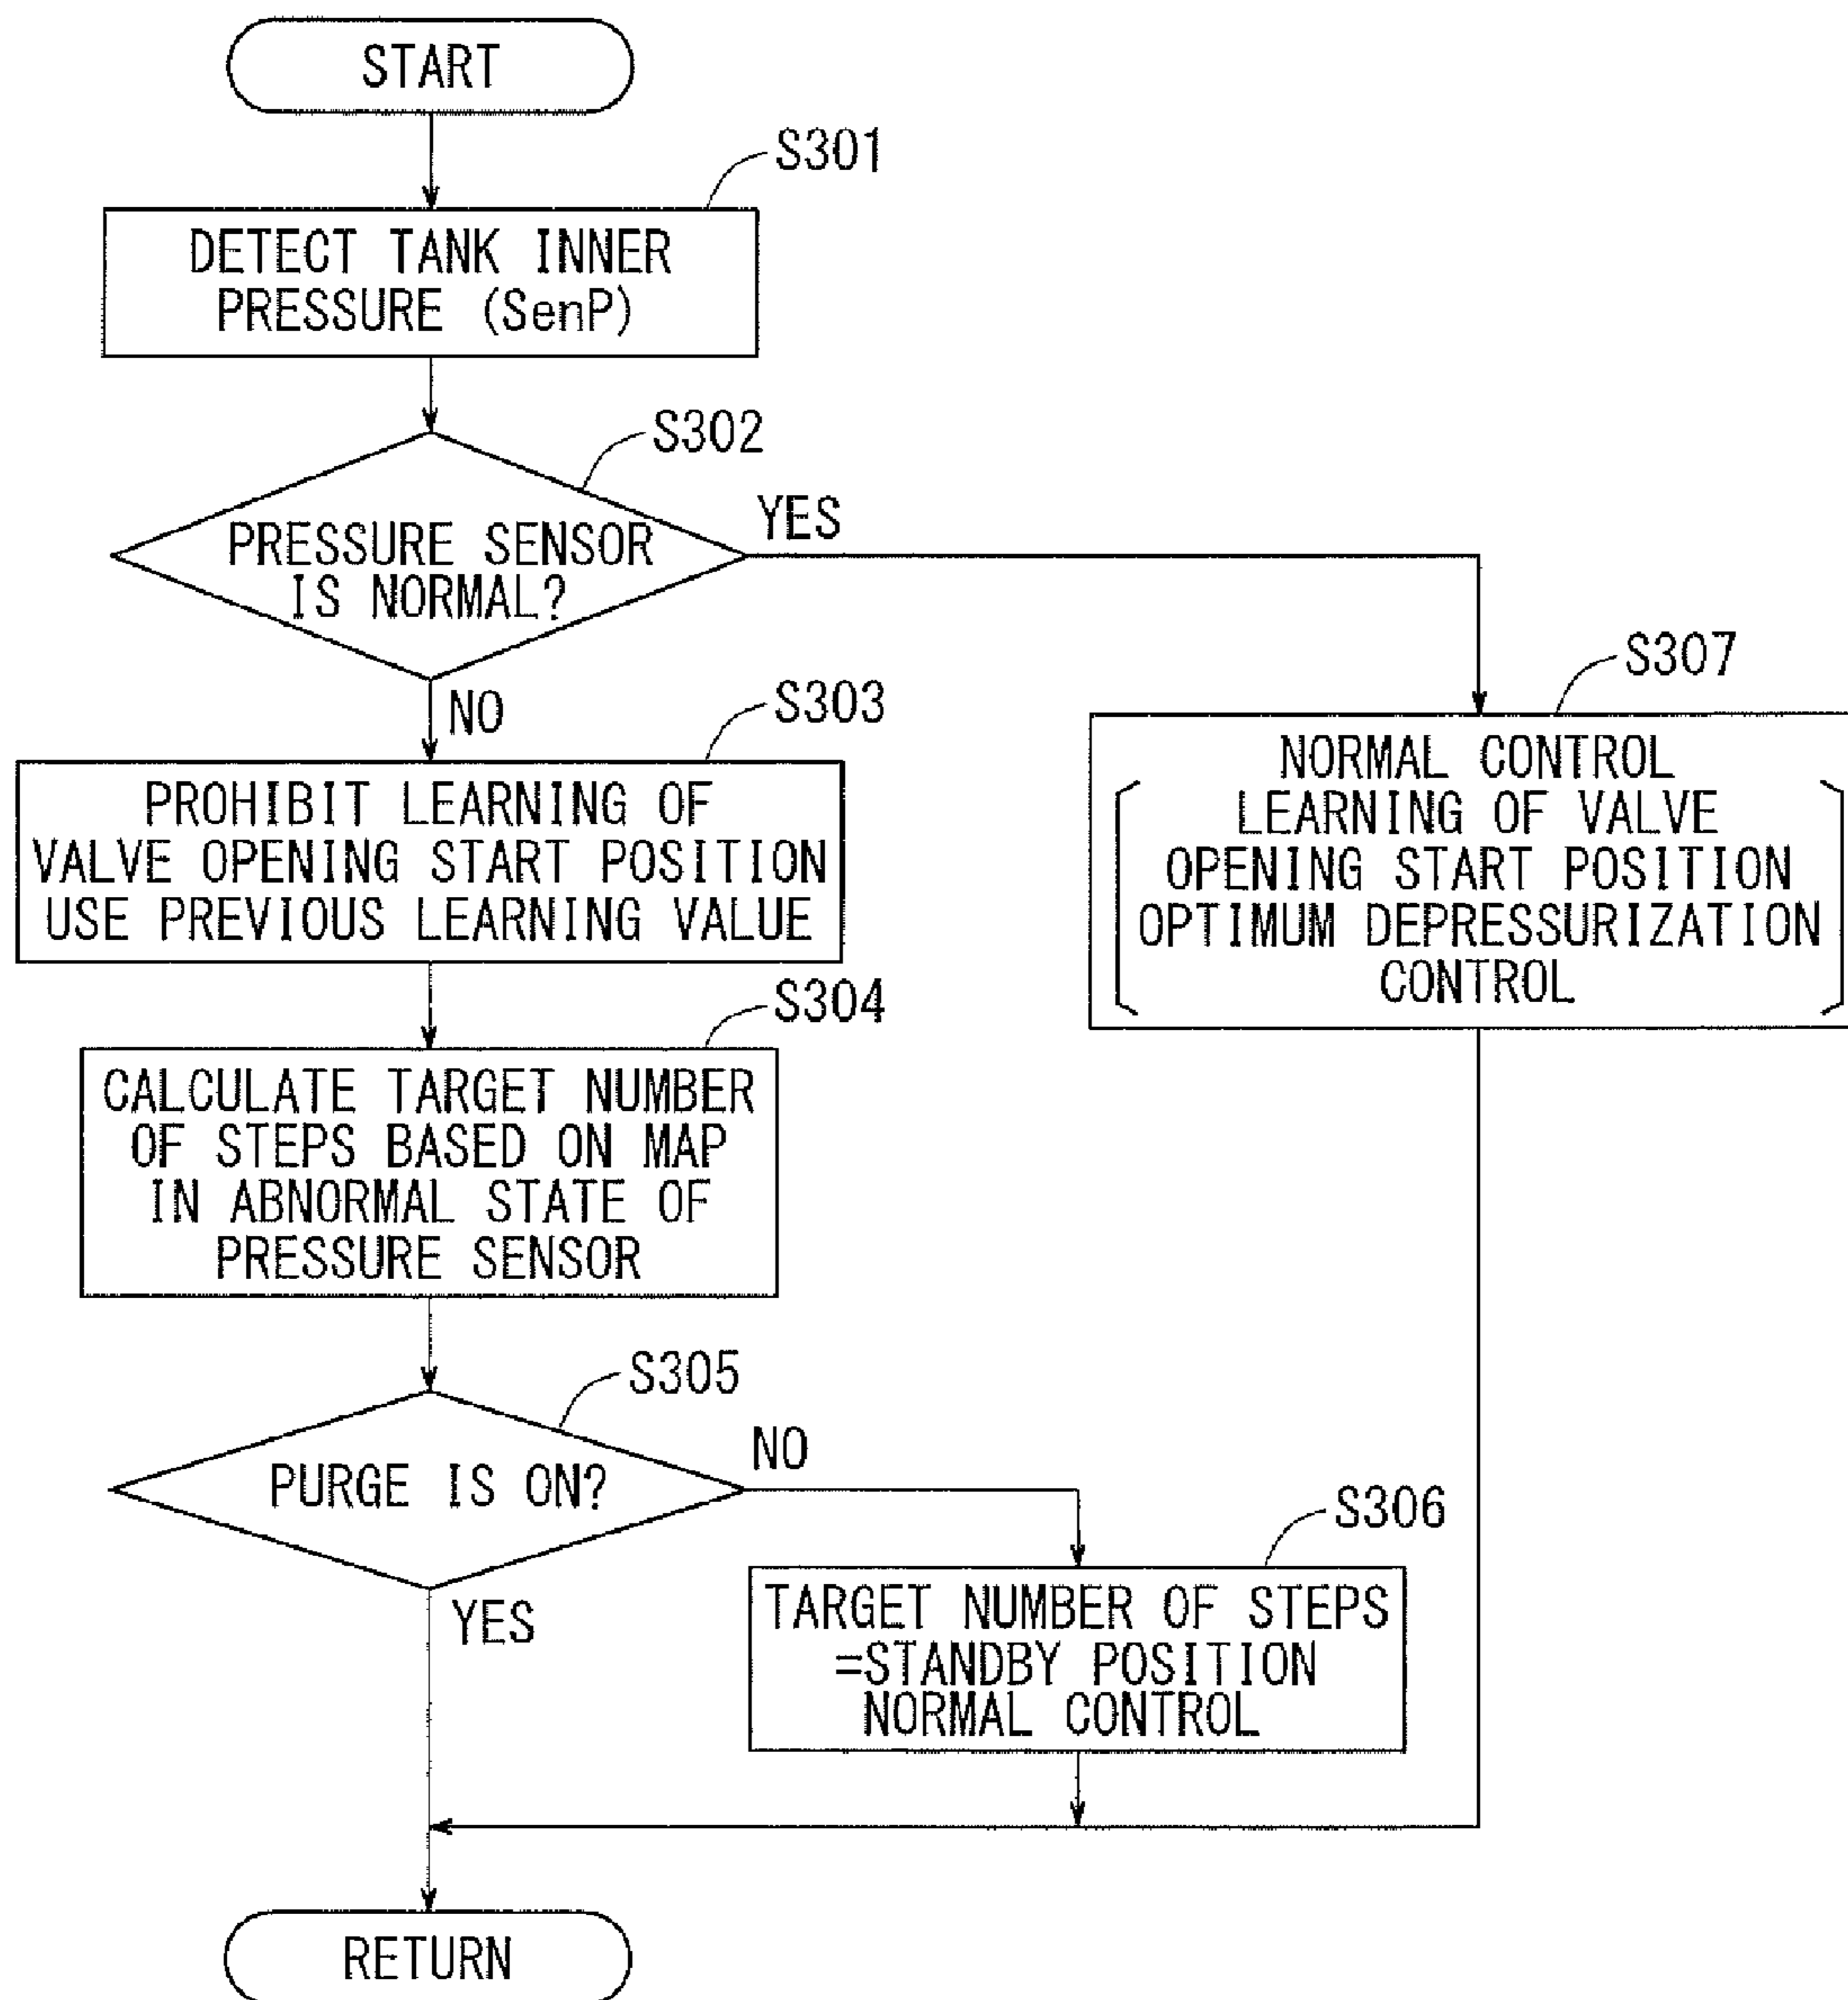 START
S301
DETECT TANK INNER
PRESSURE (SenP)
S302
PRESSURE SENSOR
IS NORMAL?
YES
NO
S303
PROHIBIT LEARNING OF
VALVE OPENING START POSITION
USE PREVIOUS LEARNING VALUE
S307
NORMAL CONTROL
LEARNING OF VALVE
OPENING START POSITION
OPTIMUM DEPRESSURIZATION
CONTROL
S304
CALCULATE TARGET NUMBER
OF STEPS BASED ON MAP
IN ABNORMAL STATE OF
PRESSURE SENSOR
S305
PURGE IS ON?
NO
YES
S306
TARGET NUMBER OF STEPS
=STANDBY POSITION
NORMAL CONTROL
RETURN